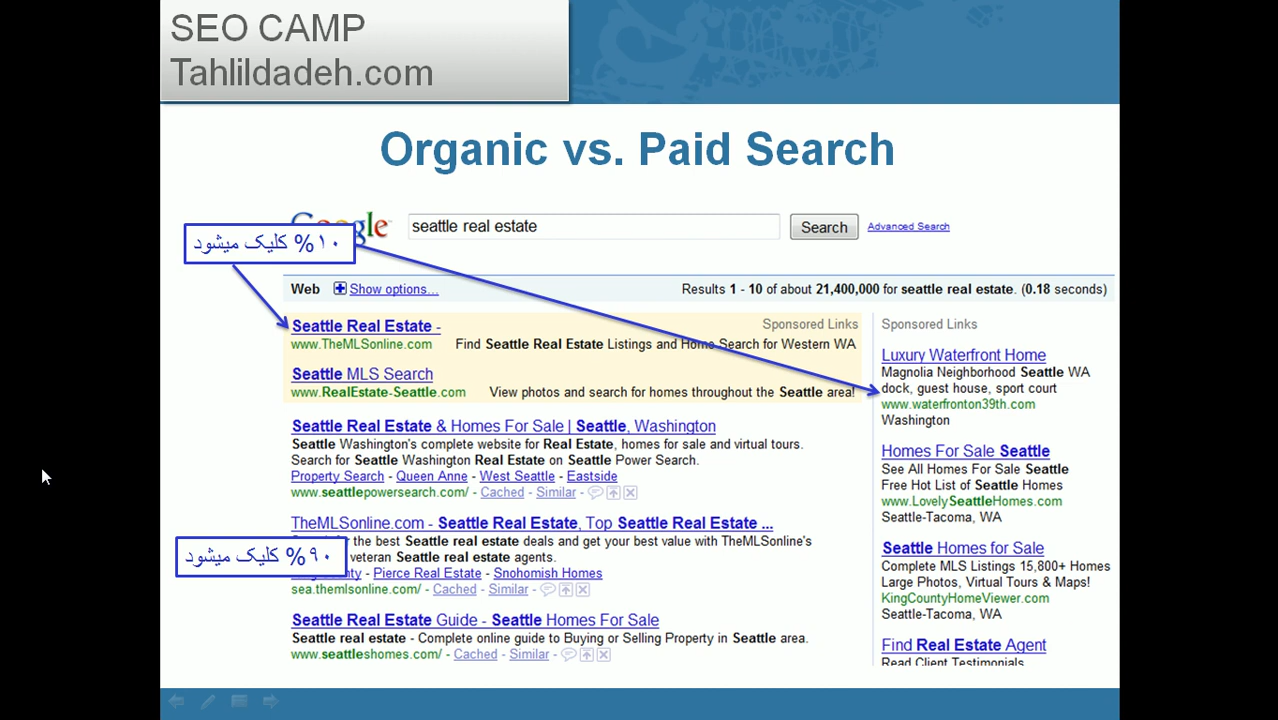 SEO CAMP
Tahlildadeh.com
Organic vs. Paid Search
Google
seattle real estate
Search
Advanced Search
%۱۰ کلیک میشود
Web Show options...
Results 1 - 10 of about 21,400,000 for seattle real estate. (0.18 seconds)
Seattle Real Estate -
Sponsored Links
www.TheMLSonline.com Find Seattle Real Estate Listings and Home Search for Western WA
Seattle MLS Search
www.RealEstate-Seattle.com View photos and search for homes throughout the Seattle area!
Seattle Real Estate & Homes For Sale | Seattle, Washington
Seattle Washington's complete website for Real Estate, homes for sale and virtual tours.
Search for Seattle Washington Real Estate on Seattle Power Search.
Property Search - Queen Anne - West Seattle - Eastside
www.seattlepowersearch.com/ - Cached - Similar -
TheMLSonline.com - Seattle Real Estate, Top Seattle Real Estate ...
the best Seattle real estate deals and get your best value with TheMLSonline's
veteran Seattle real estate agents.
%۹۰ کلیک میشود
- Pierce Real Estate - Snohomish Homes
sea.themlsonline.com/ - Cached - Similar -
Seattle Real Estate Guide - Seattle Homes For Sale
Seattle real estate - Complete online guide to Buying or Selling Property in Seattle area.
www.seattleshomes.com/ - Cached - Similar -
Sponsored Links
Luxury Waterfront Home
Magnolia Neighborhood Seattle WA
dock, guest house, sport court
www.waterfronton39th.com
Washington
Homes For Sale Seattle
See All Homes For Sale Seattle
Free Hot List of Seattle Homes
www.LovelySeattleHomes.com
Seattle-Tacoma, WA
Seattle Homes for Sale
Complete MLS Listings 15,800+ Homes
Large Photos, Virtual Tours & Maps!
KingCountyHomeViewer.com
Seattle-Tacoma, WA
Find Real Estate Agent
Read Client Testimonials